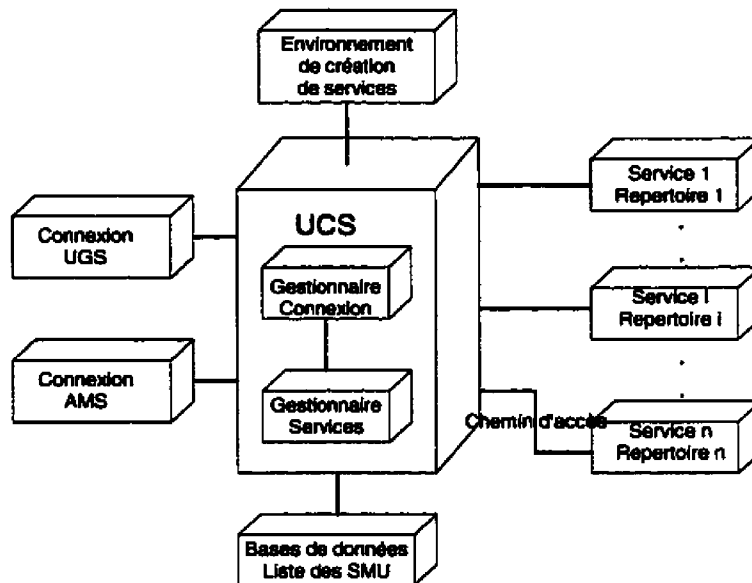 Environnement
de création
de services
Service 1
Repertoire 1
UCS
Connexion
UGS
Gestionnaire
Connexion
Service i
Repertoire i
Connexion
AMS
Gestionnaire
Services
Chemin d'accès
Service n
Repertoire n
Bases de données
Liste des SMU